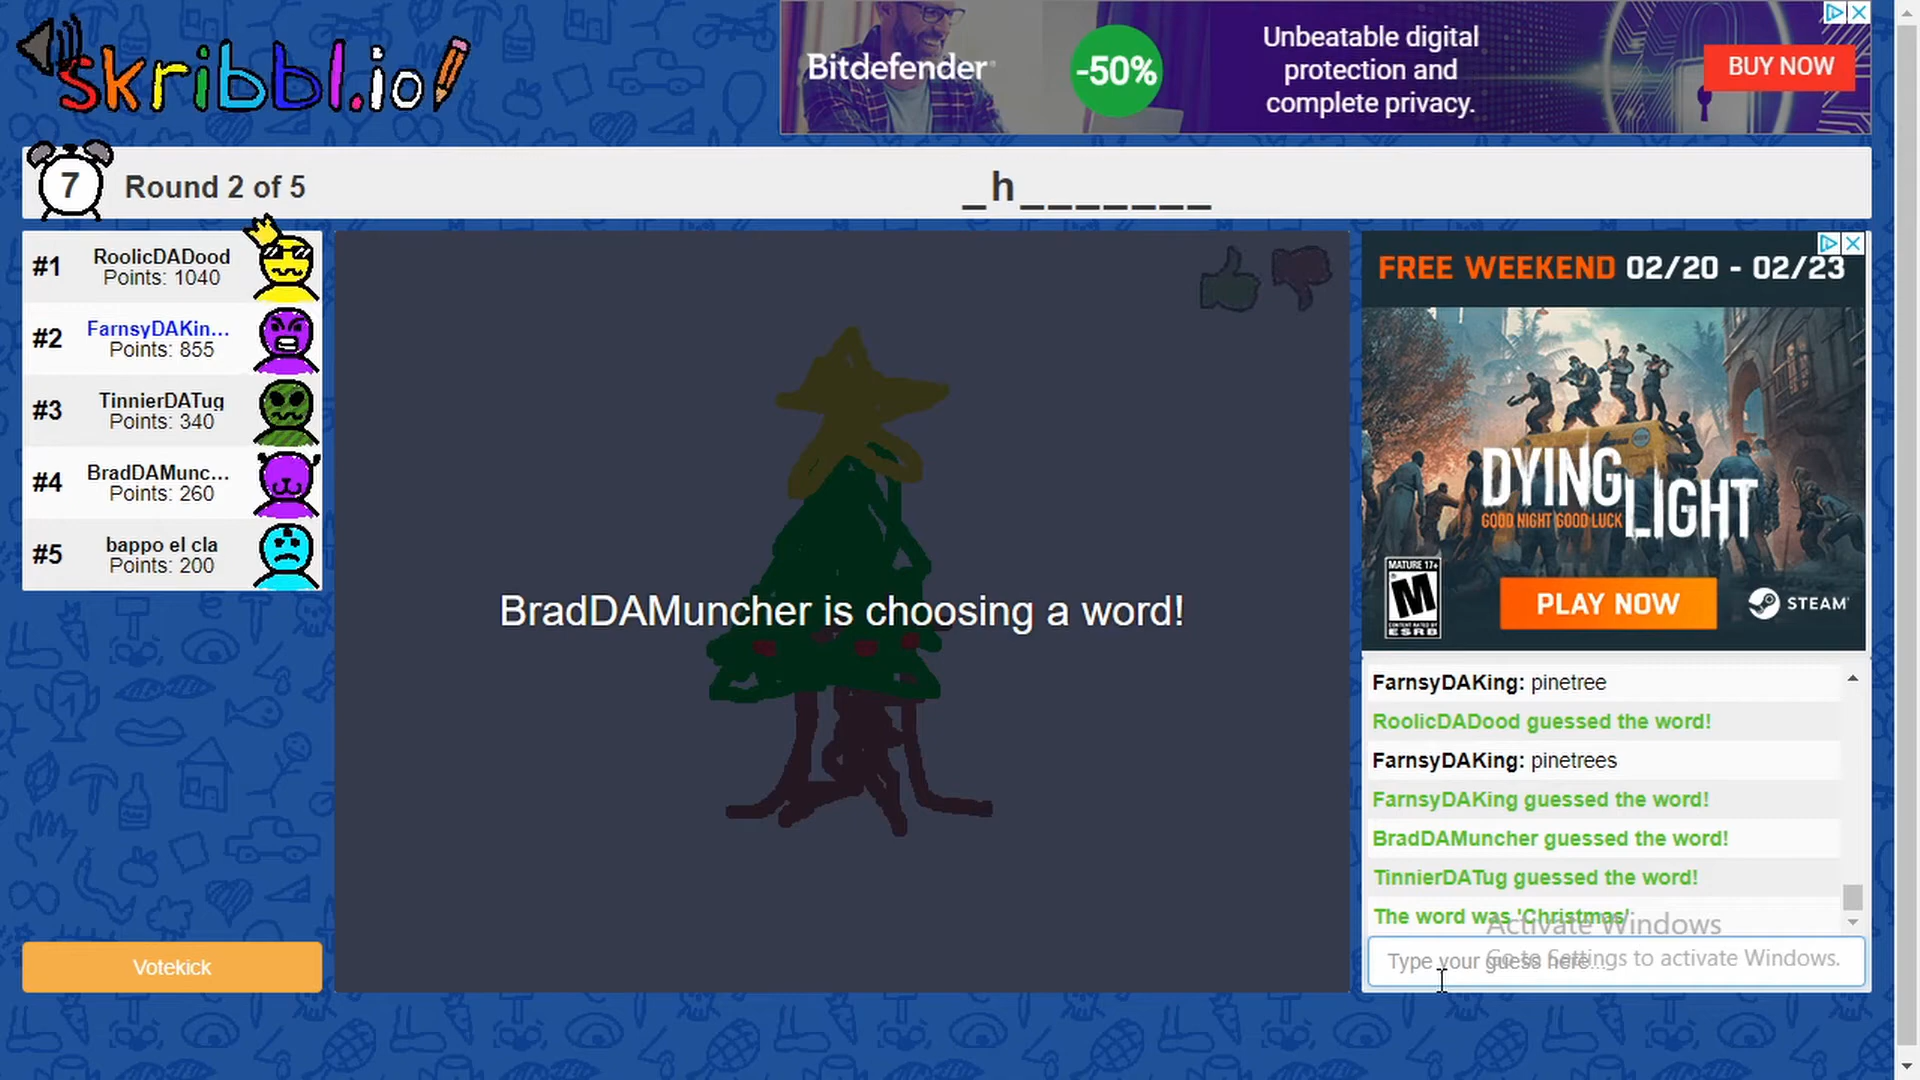 skribbl.io
Bitdefender
-50%
Unbeatable digital
protection and
complete privacy.
BUY NOW
7
Round 2 of 5
_h_______
#1
RoolicDADood
Points: 1040
#2
FarnsyDAKin...
Points: 855
#3
TinnierDATug
Points: 340
#4
BradDAMunc...
Points: 260
#5
bappo el cla
Points: 200
Votekick
BradDAMuncher is choosing a word!
FREE WEEKEND 02/20 - 02/23
DYING
LIGHT
GOOD NIGHT GOOD LUCK
MATURE 17+
M
ESRB
PLAY NOW
STEAM
FarnsyDAKing: pinetree
RoolicDADood guessed the word!
FarnsyDAKing: pinetrees
FarnsyDAKing guessed the word!
BradDAMuncher guessed the word!
TinnierDATug guessed the word!
The word was 'Christmas'
Activate Windows
Type your guess here...
Go to Settings to activate Windows.